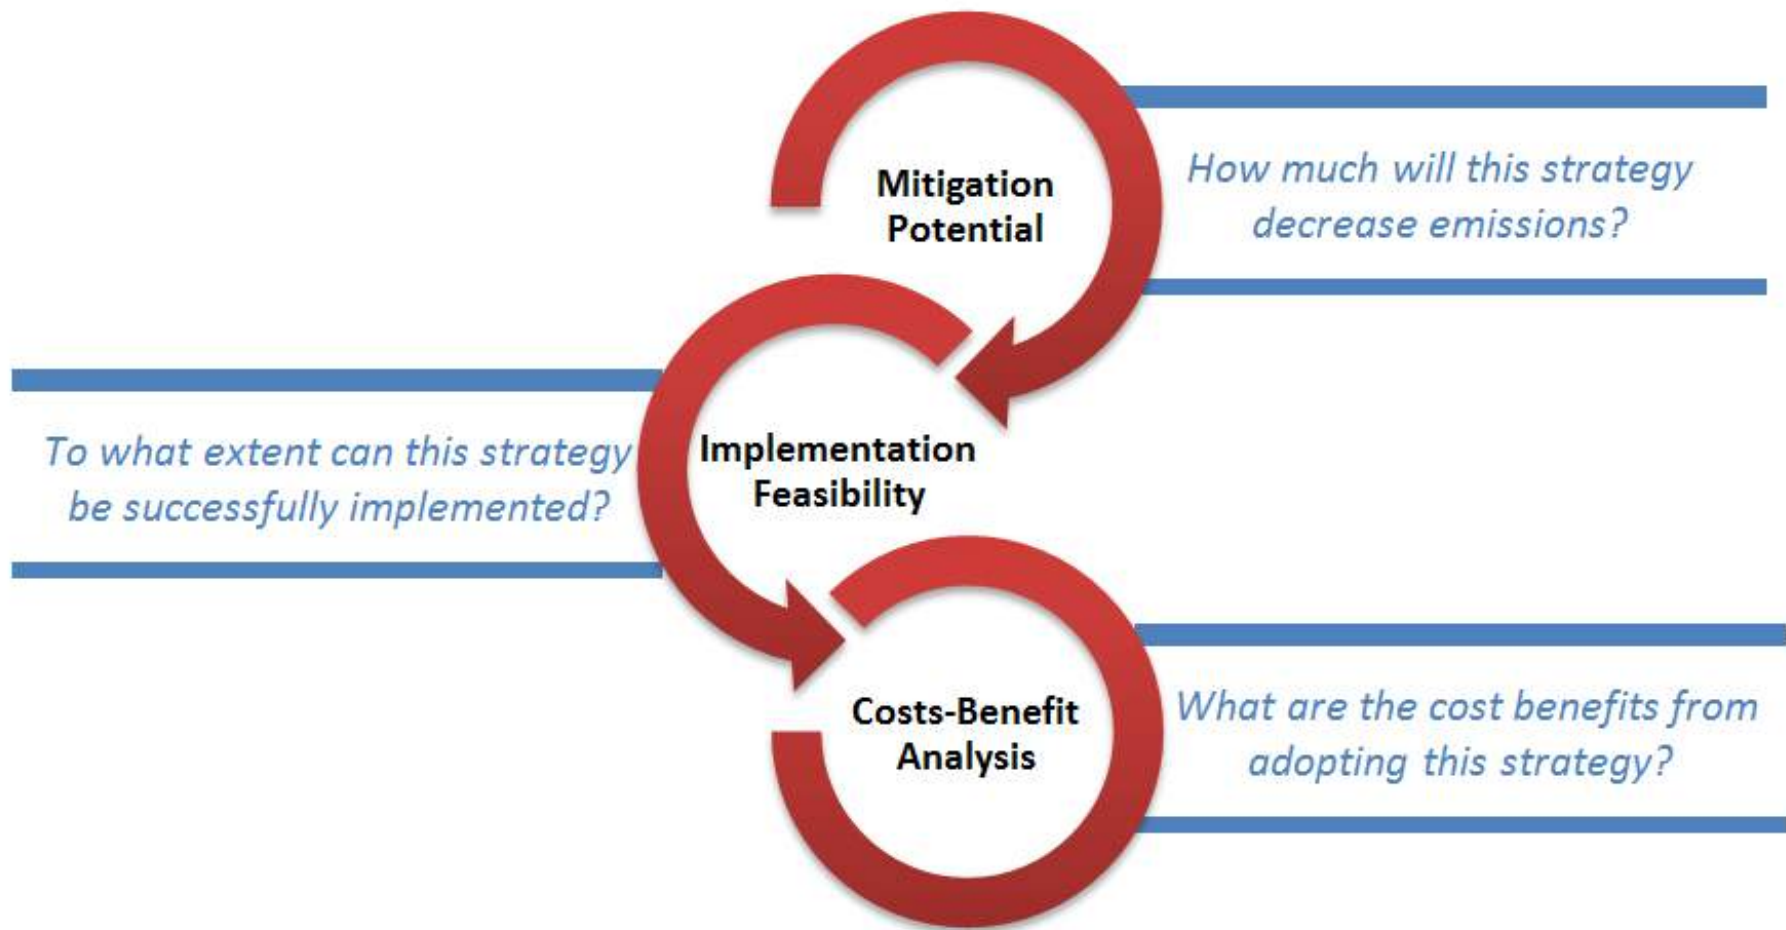 Mitigation
Potential
How much will this strategy
decrease emissions?
Implementation
Feasibility
To what extent can this strategy
be successfully implemented?
Costs-Benefit
Analysis
What are the cost benefits from
adopting this strategy?